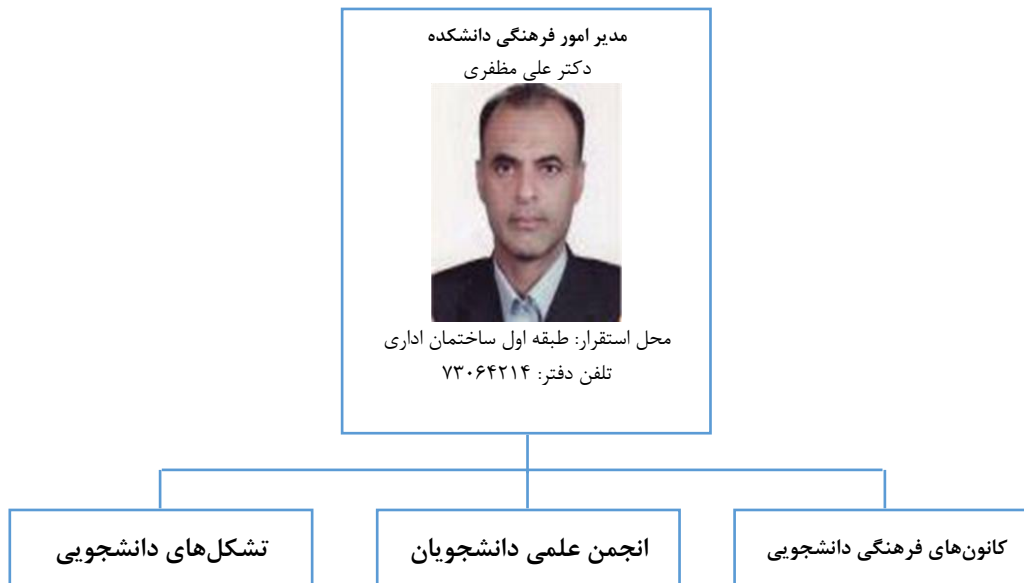 مدیر امور فرهنگی دانشکده
دکتر علی مظفری
محل استقرار: طبقه اول ساختمان اداری
تلفن دفتر: ۷۳۰۶۴۲۱۴
کانون‌های فرهنگی دانشجویی
انجمن علمی دانشجویان
تشکل‌های دانشجویی